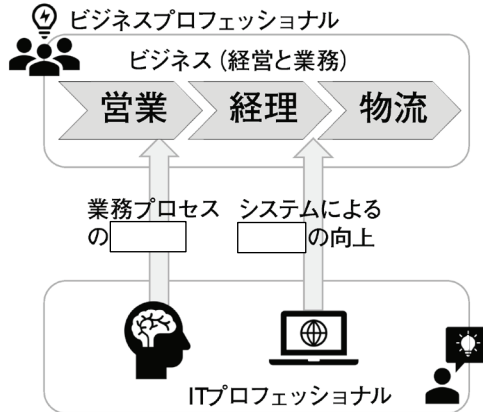 ビジネスプロフェッショナル
ビジネス（経営と業務）
営業 経理 物流
業務プロセス
の
システムによる
の向上
ITプロフェッショナル